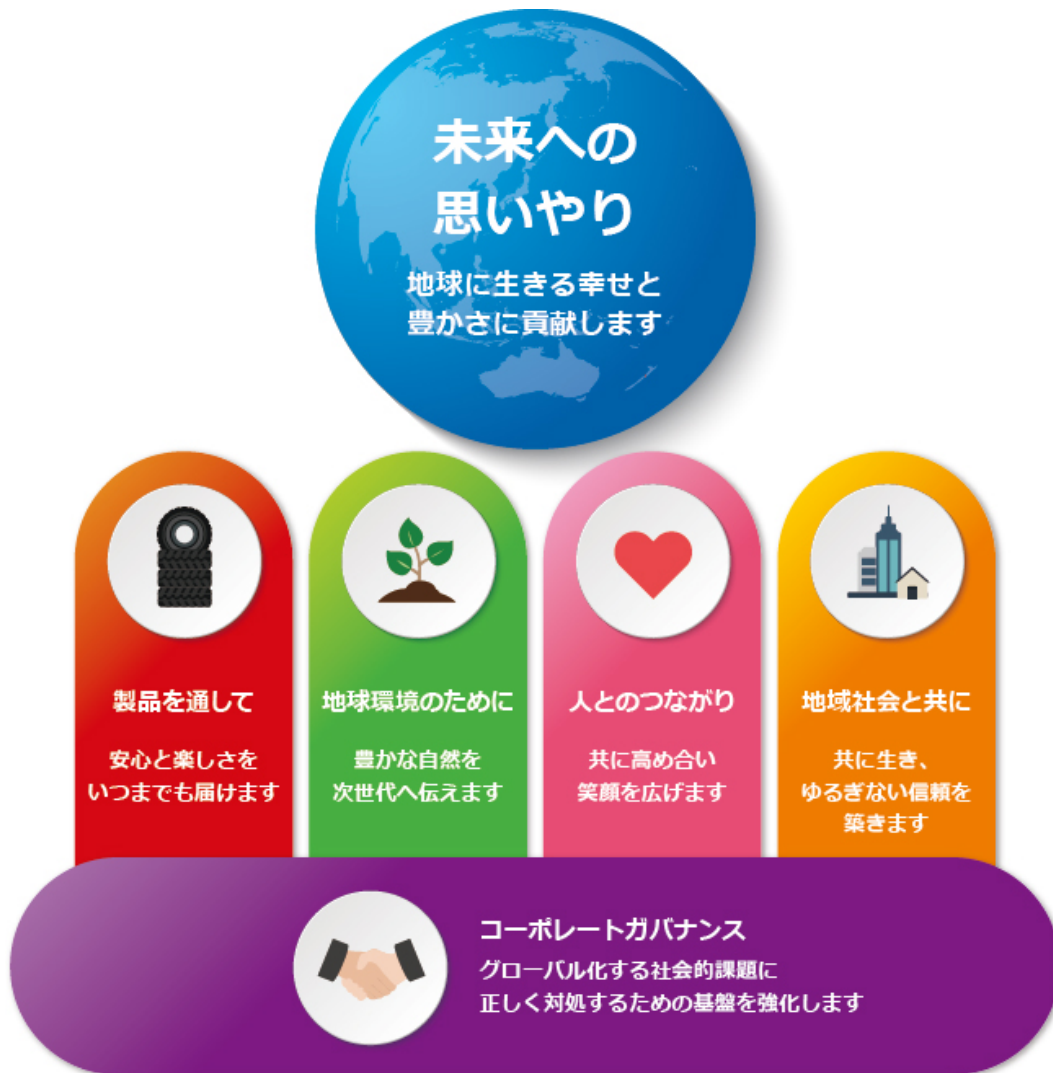 未来への
思いやり
地球に生きる幸せと
豊かさに貢献します
製品を通して
安心と楽しさを
いつまでも届けます
地球環境のために
豊かな自然を
次世代へ伝えます
人とのつながり
共に高め合い
笑顔を広げます
地域社会と共に
共に生き、
ゆるぎない信頼を
築きます
コーポレートガバナンス
グローバル化する社会的課題に
正しく対処するための基盤を強化します